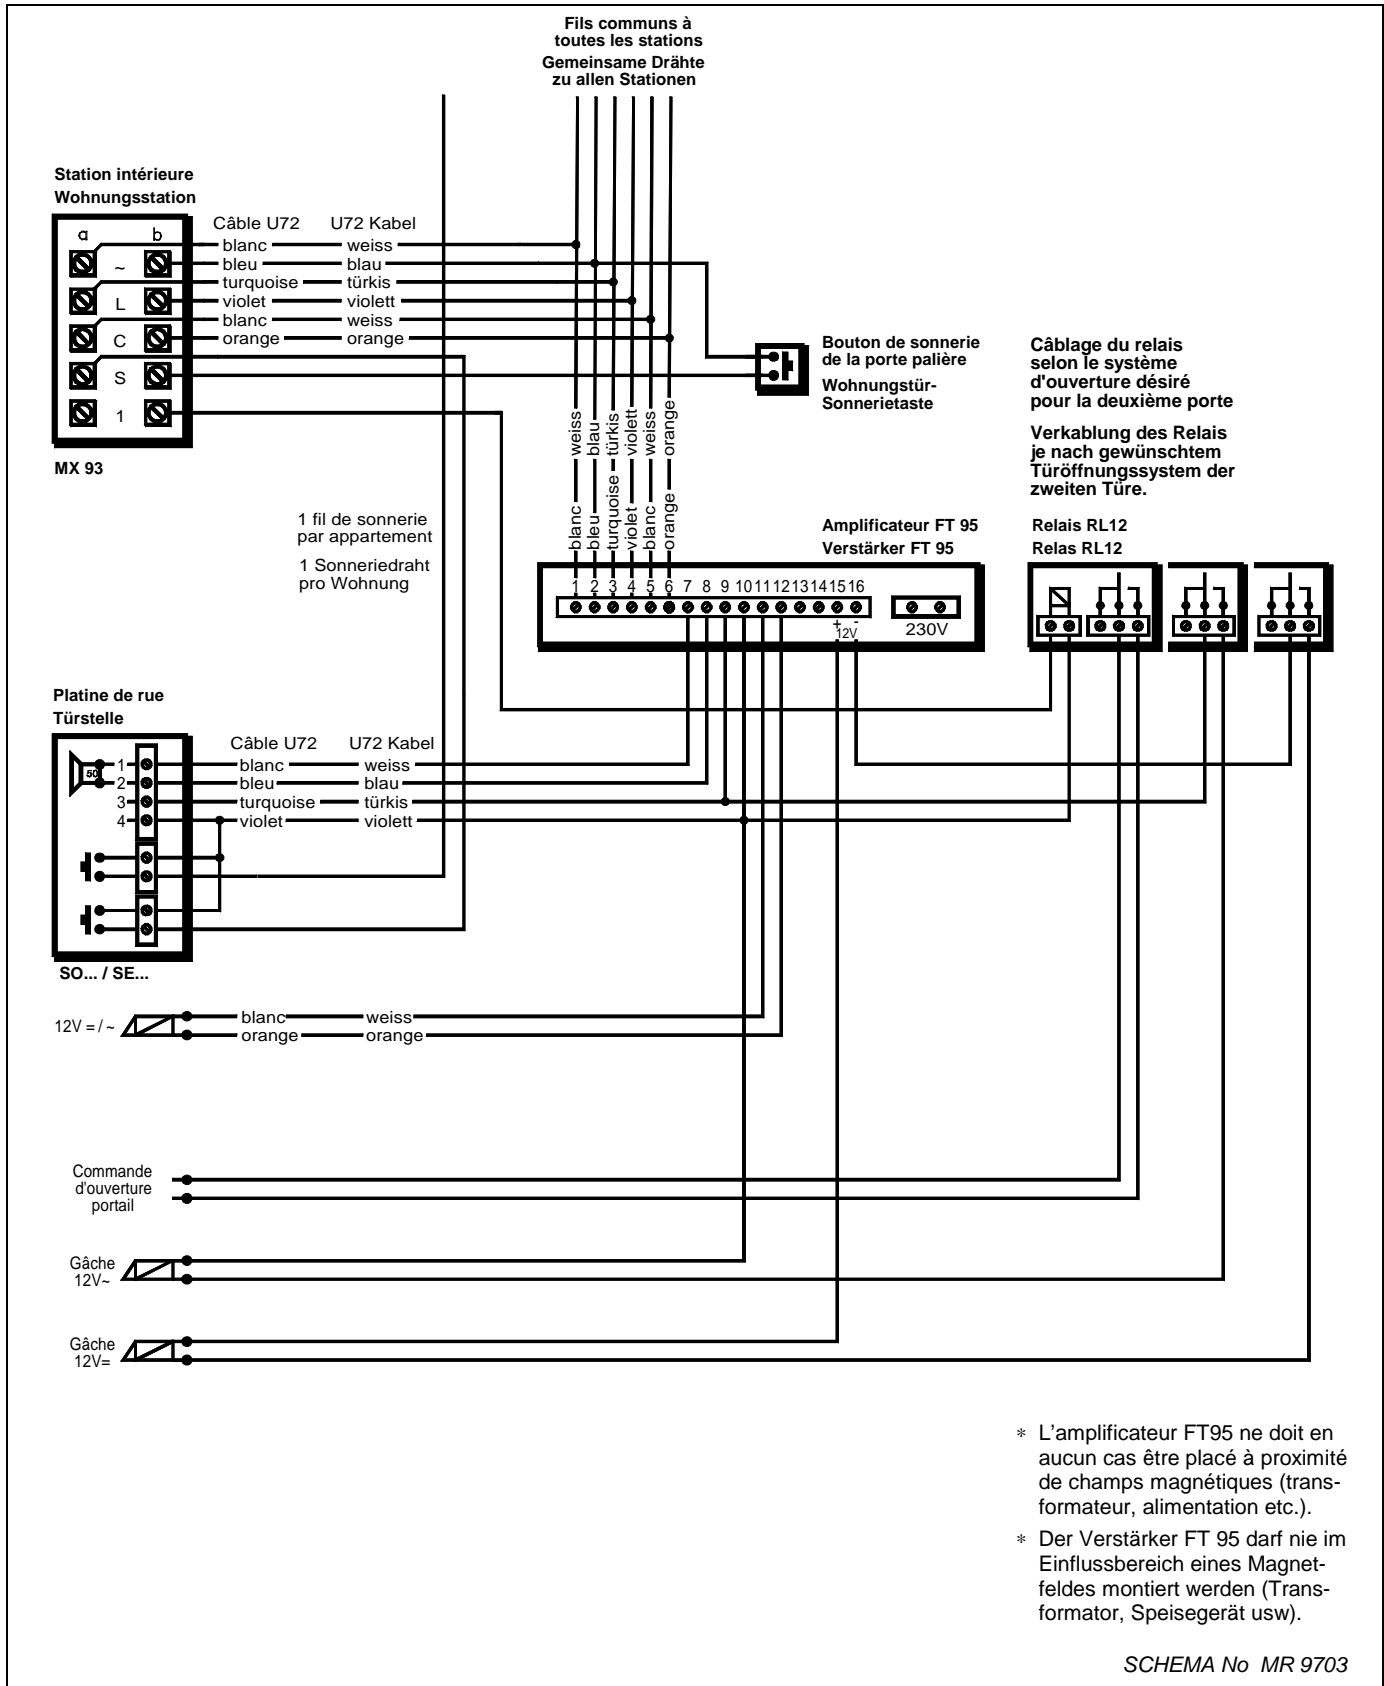 Fils communs à
toutes les stations
Gemeinsame Drähte
zu allen Stationen
Station intérieure
Wohnungsstation
a b
Câble U72 U72 Kabel
blanc weiss
~ bleu blau
turquoise türkis
L violet violett
blanc weiss
C orange orange
S
1
MX 93
Bouton de sonnerie
de la porte palière
Wohnungstür-
Sonnerietaste
Câblage du relais
selon le système
d'ouverture désiré
pour la deuxième porte
Verkablung des Relais
je nach gewünschtem
Türöffnungssystem der
zweiten Türe.
blanc weiss
bleu blau
turquoise türkis
violet violett
blanc weiss
orange orange
1 fil de sonnerie
par appartement
1 Sonneriedraht
pro Wohnung
Amplificateur FT 95
Verstärker FT 95
Relais RL12
Relas RL12
1 2 3 4 5 6 7 8 9 10 11 12 13 14 15 16
+ -
12V
230V
Platine de rue
Türstelle
Câble U72 U72 Kabel
50
1 blanc weiss
2 bleu blau
3 turquoise türkis
4 violet violett
SO... / SE...
12V = / ~
blanc weiss
orange orange
Commande
d'ouverture
portail
Gâche
12V~
Gâche
12V=
* L'amplificateur FT95 ne doit en
aucun cas être placé à proximité
de champs magnétiques (trans-
formateur, alimentation etc.).
* Der Verstärker FT 95 darf nie im
Einflussbereich eines Magnet-
feldes montiert werden (Trans-
formator, Speisegerät usw).
SCHEMA No MR 9703